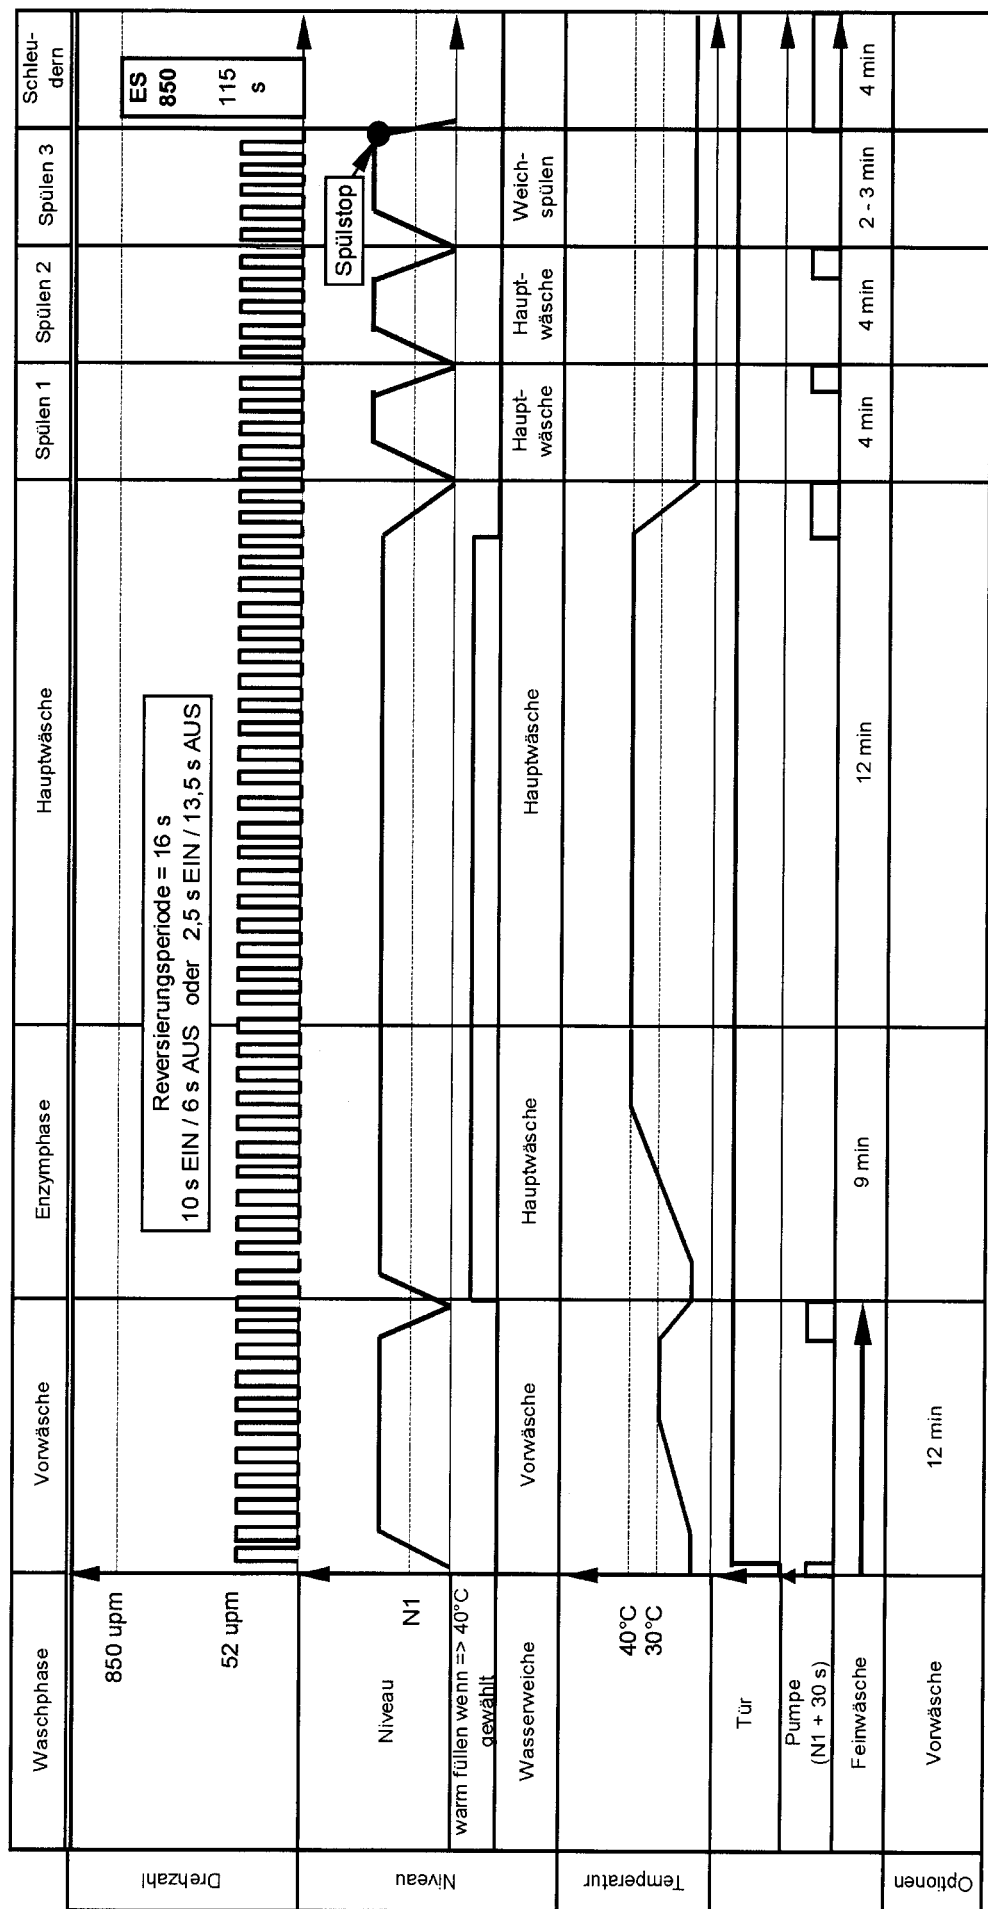 Waschphase
Vorwäsche
Enzymphase
Hauptwäsche
Spülen 1
Spülen 2
Spülen 3
Schleu-
dern
Drehzahl
850 upm
52 upm
Reversierungsperiode = 16 s
10 s EIN / 6 s AUS oder 2,5 s EIN / 13,5 s AUS
ES
850
115
s
Niveau
Niveau
N1
Spülstop
warm füllen wenn => 40°C
gewählt
Wasserweiche
Vorwäsche
Hauptwäsche
Hauptwäsche
Haupt-
wäsche
Haupt-
wäsche
Weich-
spülen
Temperatur
40°C
30°C
Tür
Pumpe
(N1 + 30 s)
Feinwäsche
9 min
12 min
4 min
4 min
2 - 3 min
4 min
Optionen
Vorwäsche
12 min